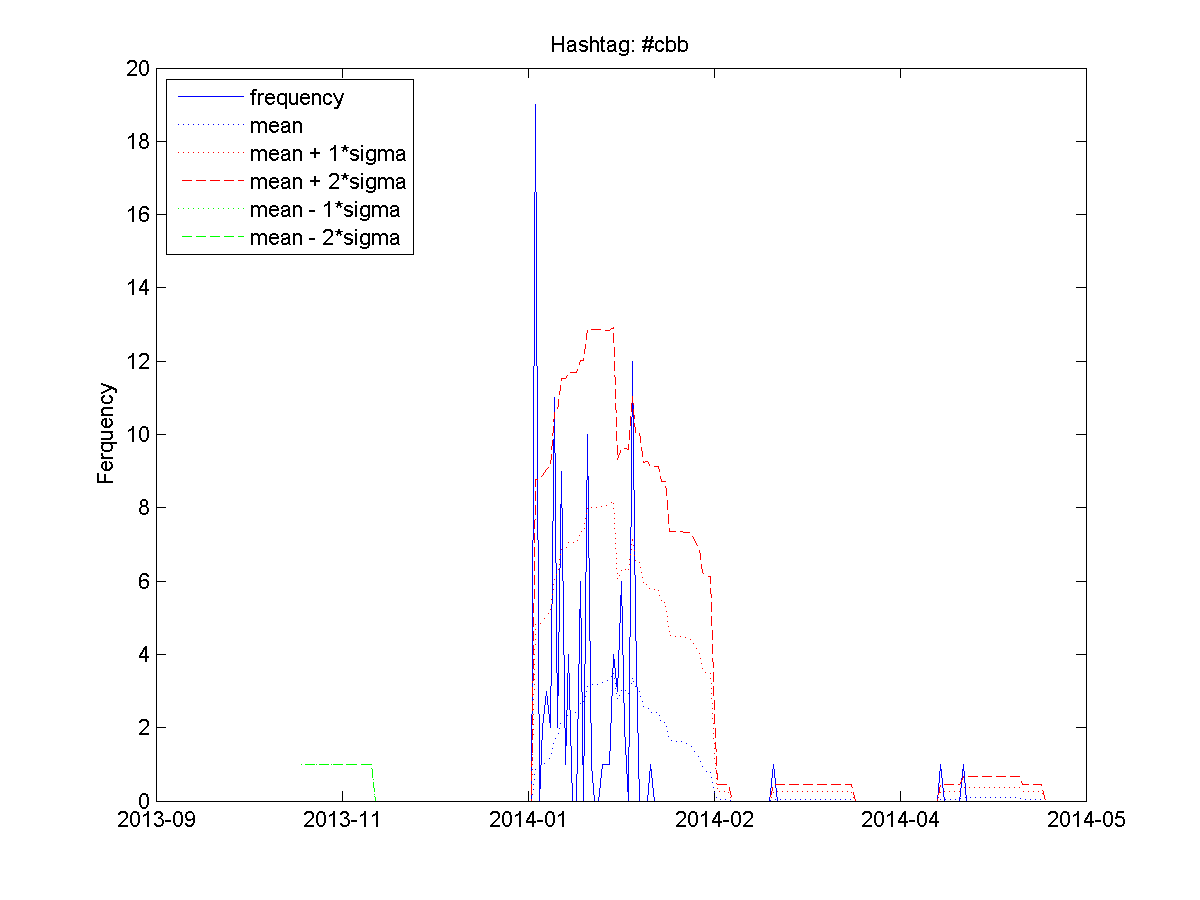 Hashtag: #cbb
20
18
16
14
12
10
8
6
4
2
0
Ferquency
frequency
mean
mean + 1*sigma
mean + 2*sigma
mean - 1*sigma
mean - 2*sigma
2013-09 2013-11 2014-01 2014-02 2014-04 2014-05